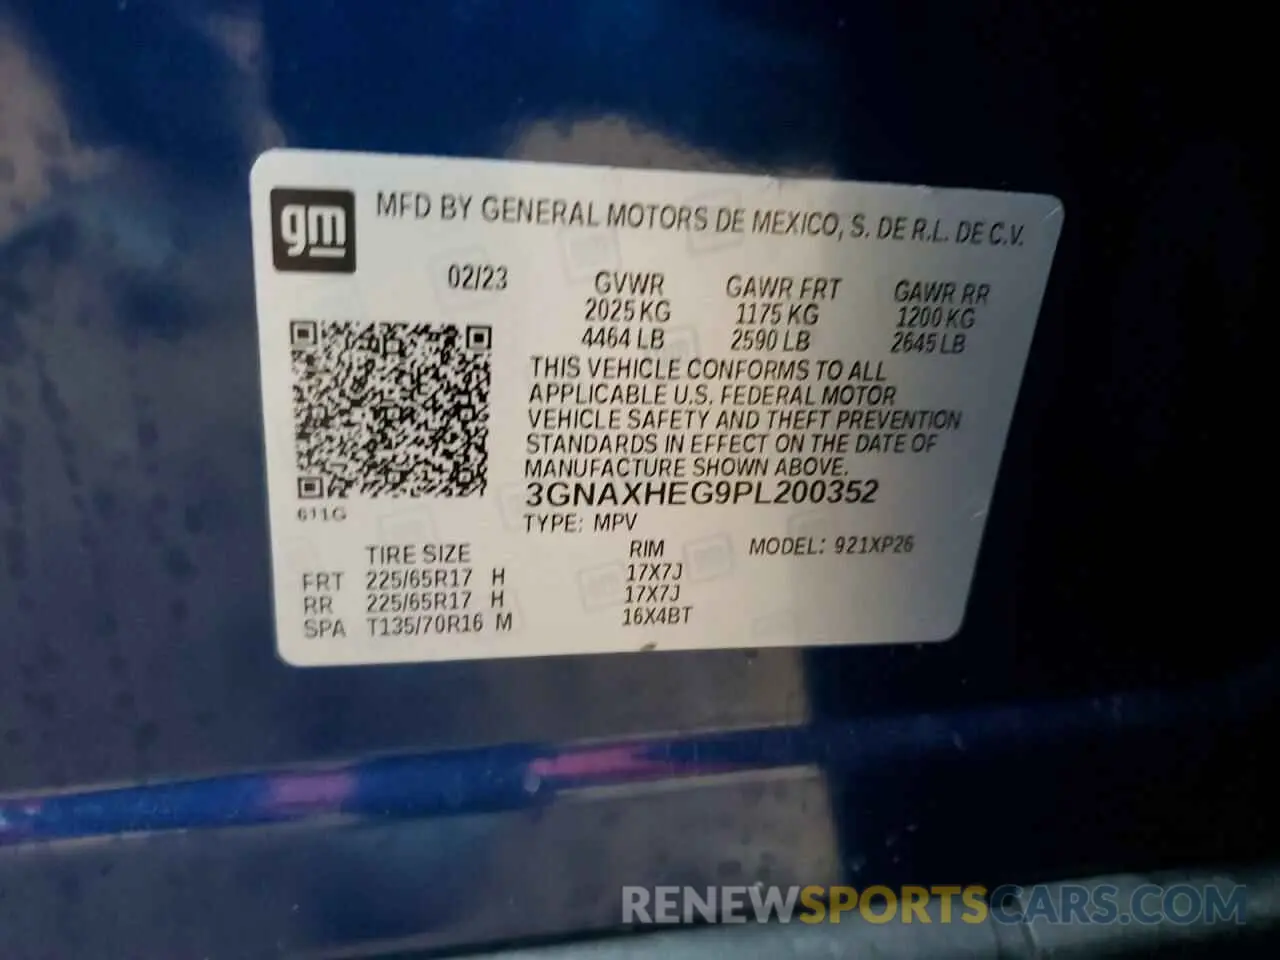 gm
MFD BY GENERAL MOTORS DE MEXICO, S. DE R.L. DE C.V.
02/23 GVWR GAWR FRT GAWR RR
2025 KG 1175 KG 1200 KG
4464 LB 2590 LB 2645 LB
THIS VEHICLE CONFORMS TO ALL
APPLICABLE U.S. FEDERAL MOTOR
VEHICLE SAFETY AND THEFT PREVENTION
STANDARDS IN EFFECT ON THE DATE OF
MANUFACTURE SHOWN ABOVE.
3GNAXHEG9PL200352
611G
TYPE: MPV
TIRE SIZE RIM MODEL: 921XP26
FRT 225/65R17 H 17X7J
RR 225/65R17 H 17X7J
SPA T135/70R16 M 16X4BT
RENEWSPORTSCARS.COM